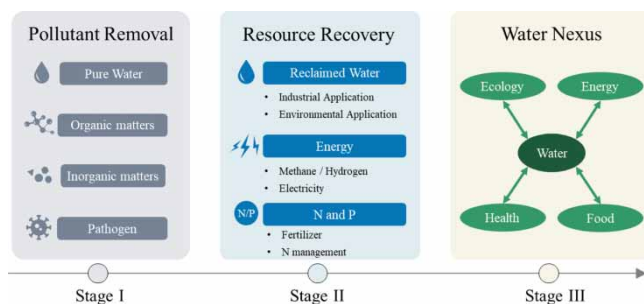 Pollutant Removal
Pure Water
Organic matters
Inorganic matters
Pathogen
Resource Recovery
Reclaimed Water
• Industrial Application
• Environmental Application
Energy
• Methane / Hydrogen
• Electricity
N/P
N and P
• Fertilizer
• N management
Water Nexus
Ecology
Energy
Water
Health
Food
Stage I
Stage II
Stage III